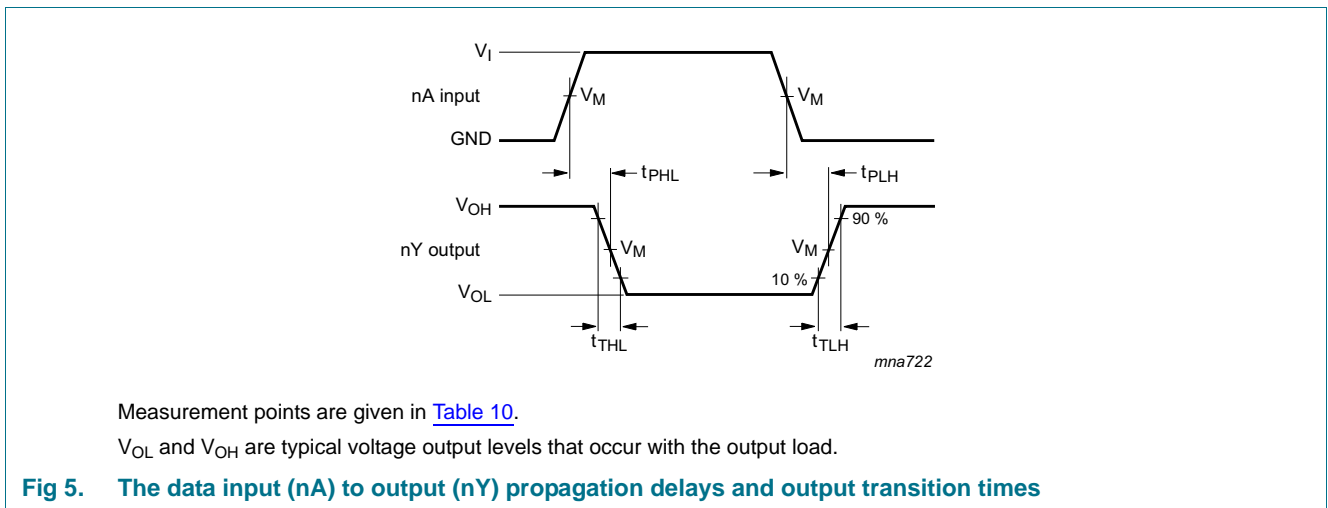 VI
nA input
VM
VM
GND
tPHL
tPLH
VOH
90 %
nY output
VM
VM
10 %
VOL
tTHL
tTLH
mna722
Measurement points are given in Table 10.
VOL and VOH are typical voltage output levels that occur with the output load.
Fig 5. The data input (nA) to output (nY) propagation delays and output transition times